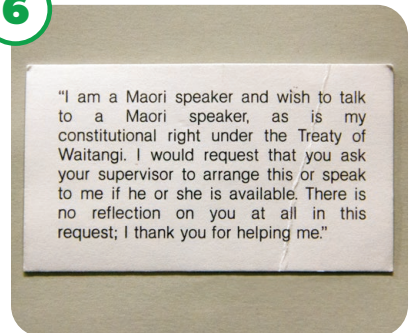 6
“I am a Maori speaker and wish to talk
to a Maori speaker, as is my
constitutional right under the Treaty of
Waitangi. I would request that you ask
your supervisor to arrange this or speak
to me if he or she is available. There is
no reflection on you at all in this
request; I thank you for helping me.”